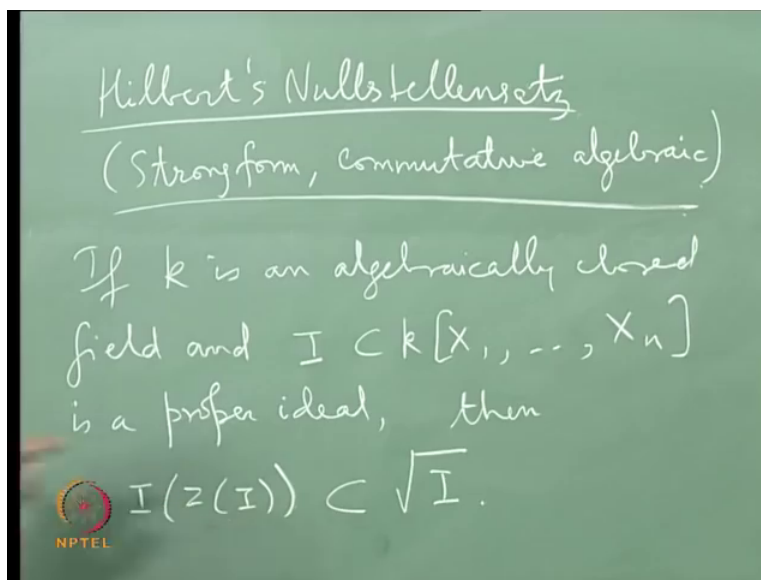 Hilbert's Nullstellensatz
(Strong form, commutative algebraic)
If k is an algebraically closed
field and I ⊂ k[X₁, --, Xₙ]
is a proper ideal, then
I(Z(I)) ⊂ √I.
NPTEL